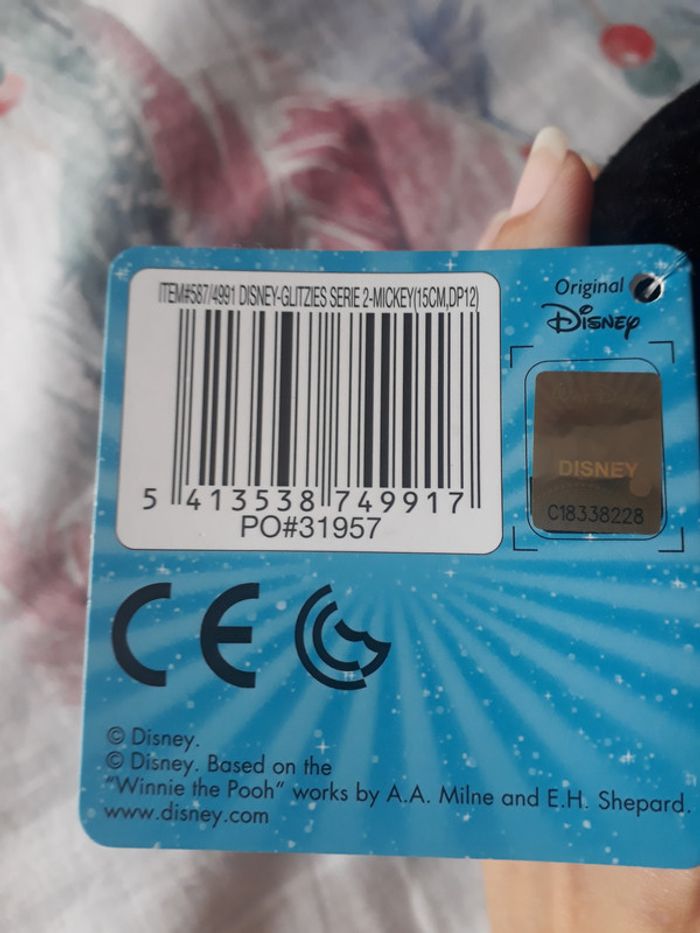 ITEM#587/4991 DISNEY-GLITZIES SERIE 2-MICKEY(15CM,DP12)
5 413538 749917
PO#31957
Original
Disney
DISNEY
C18338228
CE
© Disney.
© Disney. Based on the
“Winnie the Pooh” works by A.A. Milne and E.H. Shepard.
www.disney.com